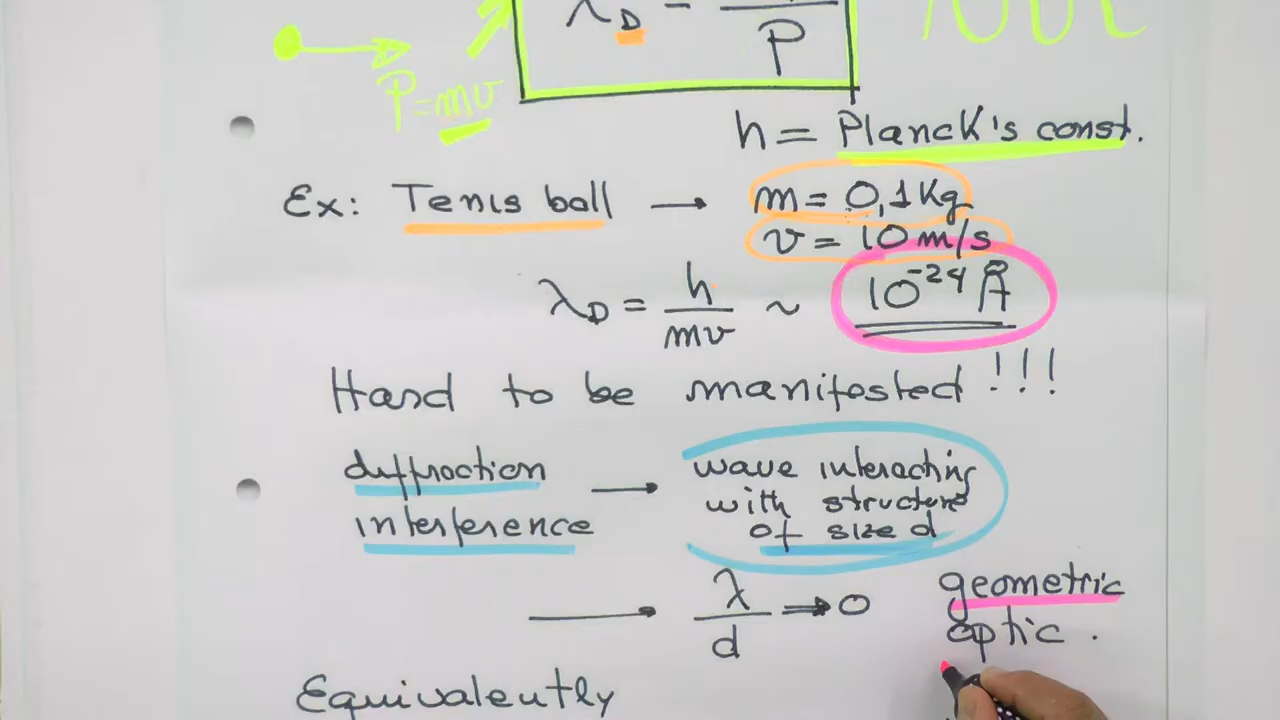 λD = 
P
P = mv
h = Planck's const.
Ex: Tenis ball → m = 0,1 Kg
v = 10 m/s
λD = h/mv ~ 10⁻²⁴ Å
Hard to be manifested !!!
diffraction → wave interacting
interference with structure
of size d
→ λ/d ⇒ 0 geometric
optic .
Equivalently